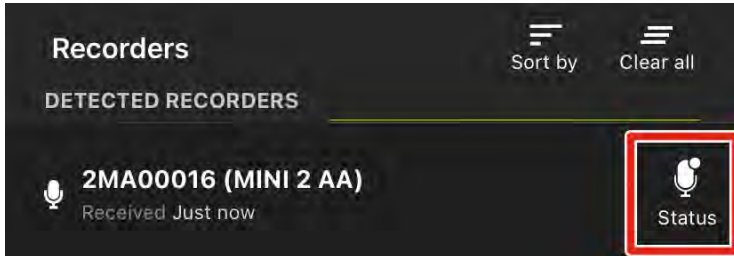 Recorders
Sort by
Clear all
DETECTED RECORDERS
2MA00016 (MINI 2 AA)
Received Just now
Status